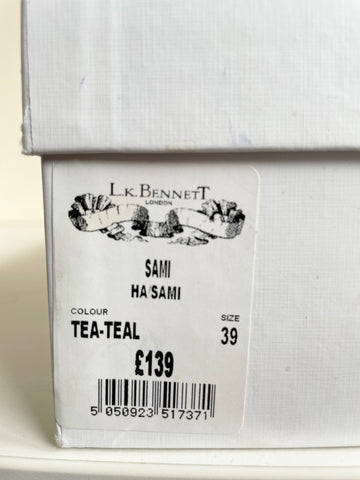 L.K.BENNETT
LONDON
SAMI
HA/SAMI
COLOUR
SIZE
TEA-TEAL
39
£139
5 050923 517371